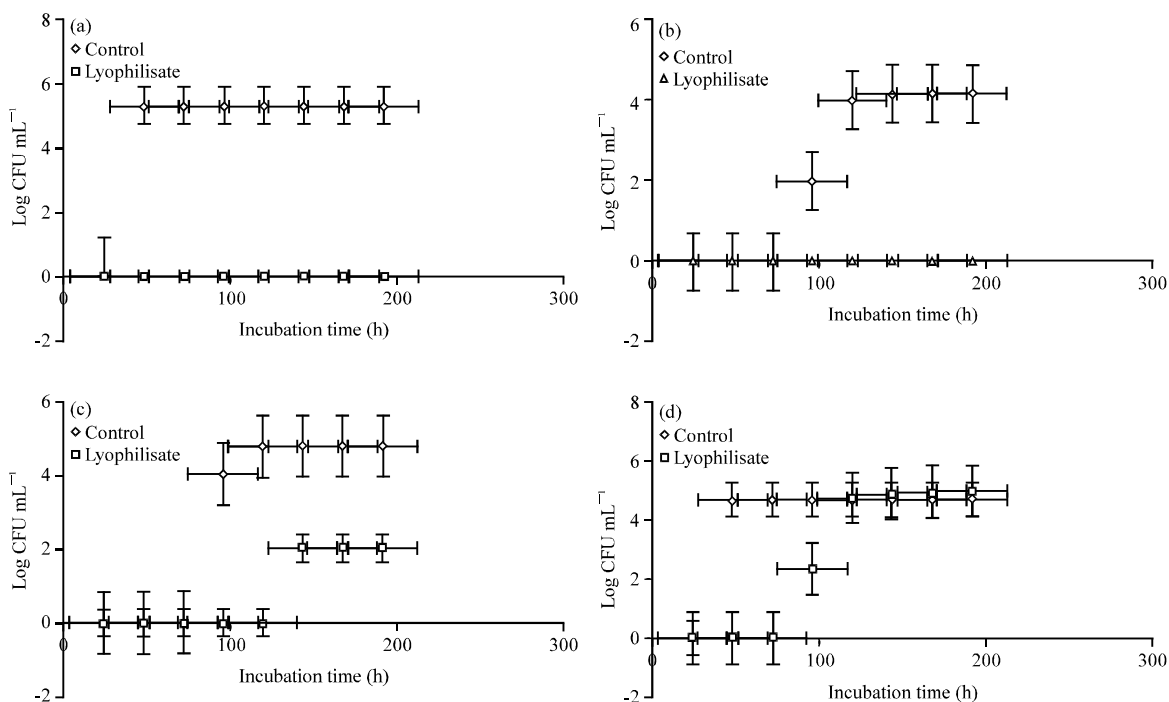 (a)
Control
Lyophilisate
8
6
4
2
0
-2
0
100
200
300
Log CFU mL⁻¹
Incubation time (h)
(b)
Control
Lyophilisate
6
4
2
0
-2
0
100
200
300
Log CFU mL⁻¹
Incubation time (h)
(c)
Control
Lyophilisate
6
4
2
0
-2
0
100
200
300
Log CFU mL⁻¹
Incubation time (h)
(d)
Control
Lyophilisate
8
6
4
2
0
-2
0
100
200
300
Log CFU mL⁻¹
Incubation time (h)